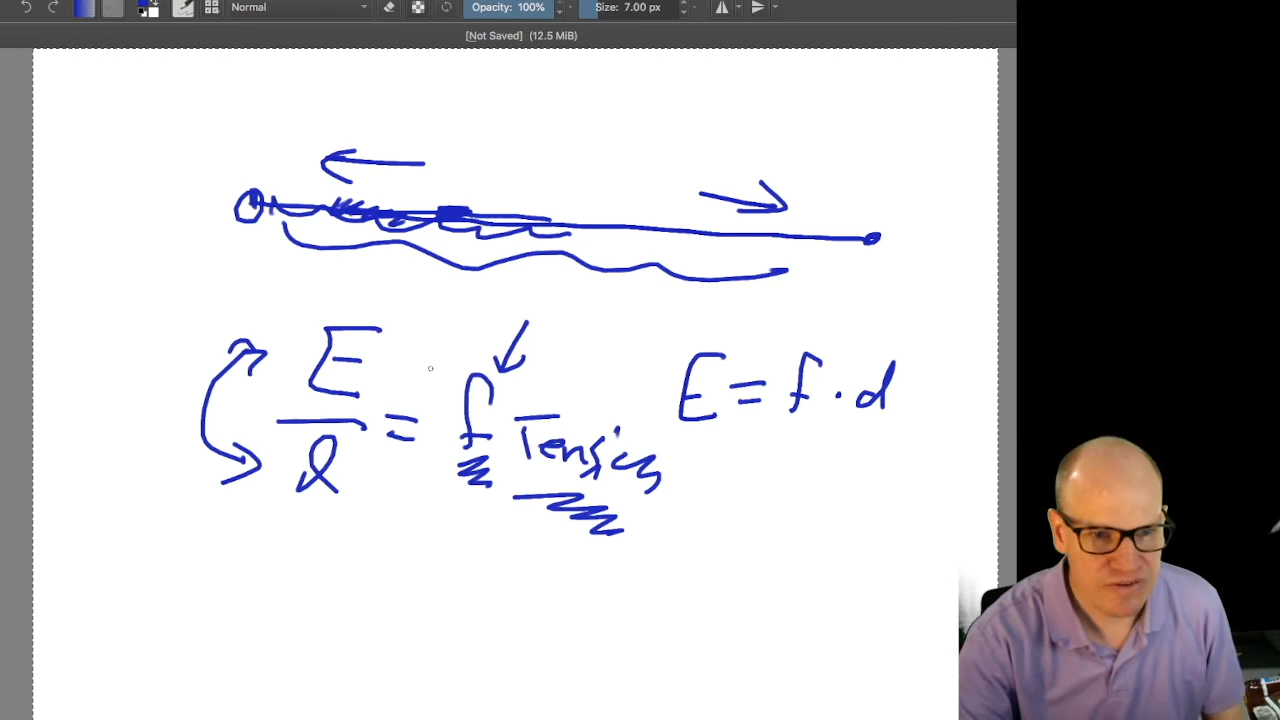 Normal
Opacity: 100%
Size: 7.00 px
[Not Saved] (12.5 MiB)
E
—
l
= f Tension
E = f · d